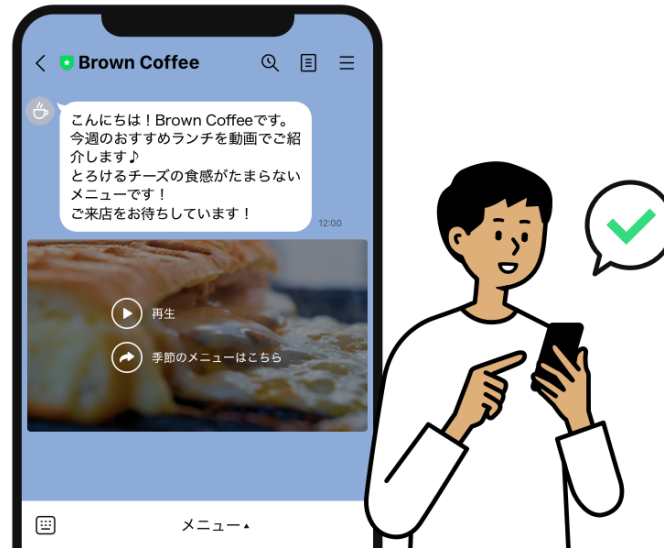 Brown Coffee
こんにちは！Brown Coffeeです。
今週のおすすめランチを動画でご紹
介します♪
とろけるチーズの食感がたまらない
メニューです！
ご来店をお待ちしています！
12:00
再生
季節のメニューはこちら
メニュー▲